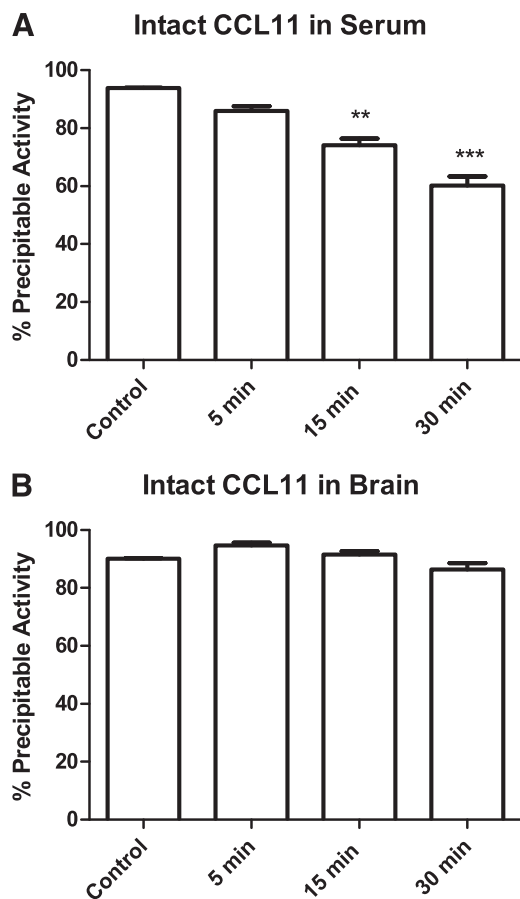 A
Intact CCL11 in Serum
% Precipitable Activity
100
80
60
40
20
0
**
***
Control
5 min
15 min
30 min
B
Intact CCL11 in Brain
% Precipitable Activity
100
80
60
40
20
0
Control
5 min
15 min
30 min